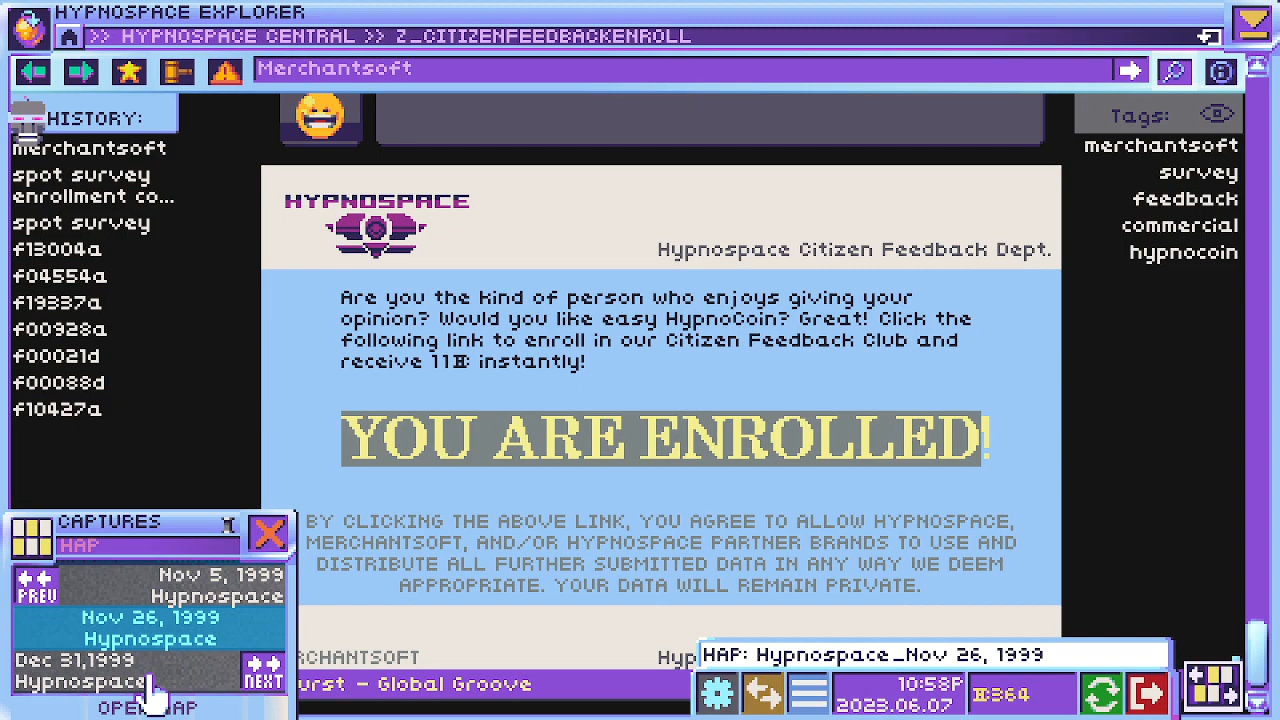 HYPNOSPACE EXPLORER
>> HYPNOSPACE CENTRAL >> Z_CITIZENFEEDBACKENROLL
Merchantsoft
HISTORY:
merchantsoft
spot survey
enrollment co...
spot survey
f13004a
f04554a
f19337a
f00928a
f00021d
f00088d
f10427a
Tags:
merchantsoft
survey
feedback
commercial
hypnocoin
HYPNOSPACE
Hypnospace Citizen Feedback Dept.
Are you the kind of person who enjoys giving your
opinion? Would you like easy HypnoCoin? Great! Click the
following link to enroll in our Citizen Feedback Club and
receive 11 instantly!
YOU ARE ENROLLED!
BY CLICKING THE ABOVE LINK, YOU AGREE TO ALLOW HYPNOSPACE,
MERCHANTSOFT, AND/OR HYPNOSPACE PARTNER BRANDS TO USE AND
DISTRIBUTE ALL FURTHER SUBMITTED DATA IN ANY WAY WE DEEM
APPROPRIATE. YOUR DATA WILL REMAIN PRIVATE.
RCHANTSOFT
Hyp
CAPTURES
HAP
PREV
Nov 5, 1999
Hypnospace
Nov 26, 1999
Hypnospace
Dec 31,1999
Hypnospace
NEXT
OPEN AP
urst - Global Groove
HAP: Hypnospace_Nov 26, 1999
10:53P
2023.06.07
364